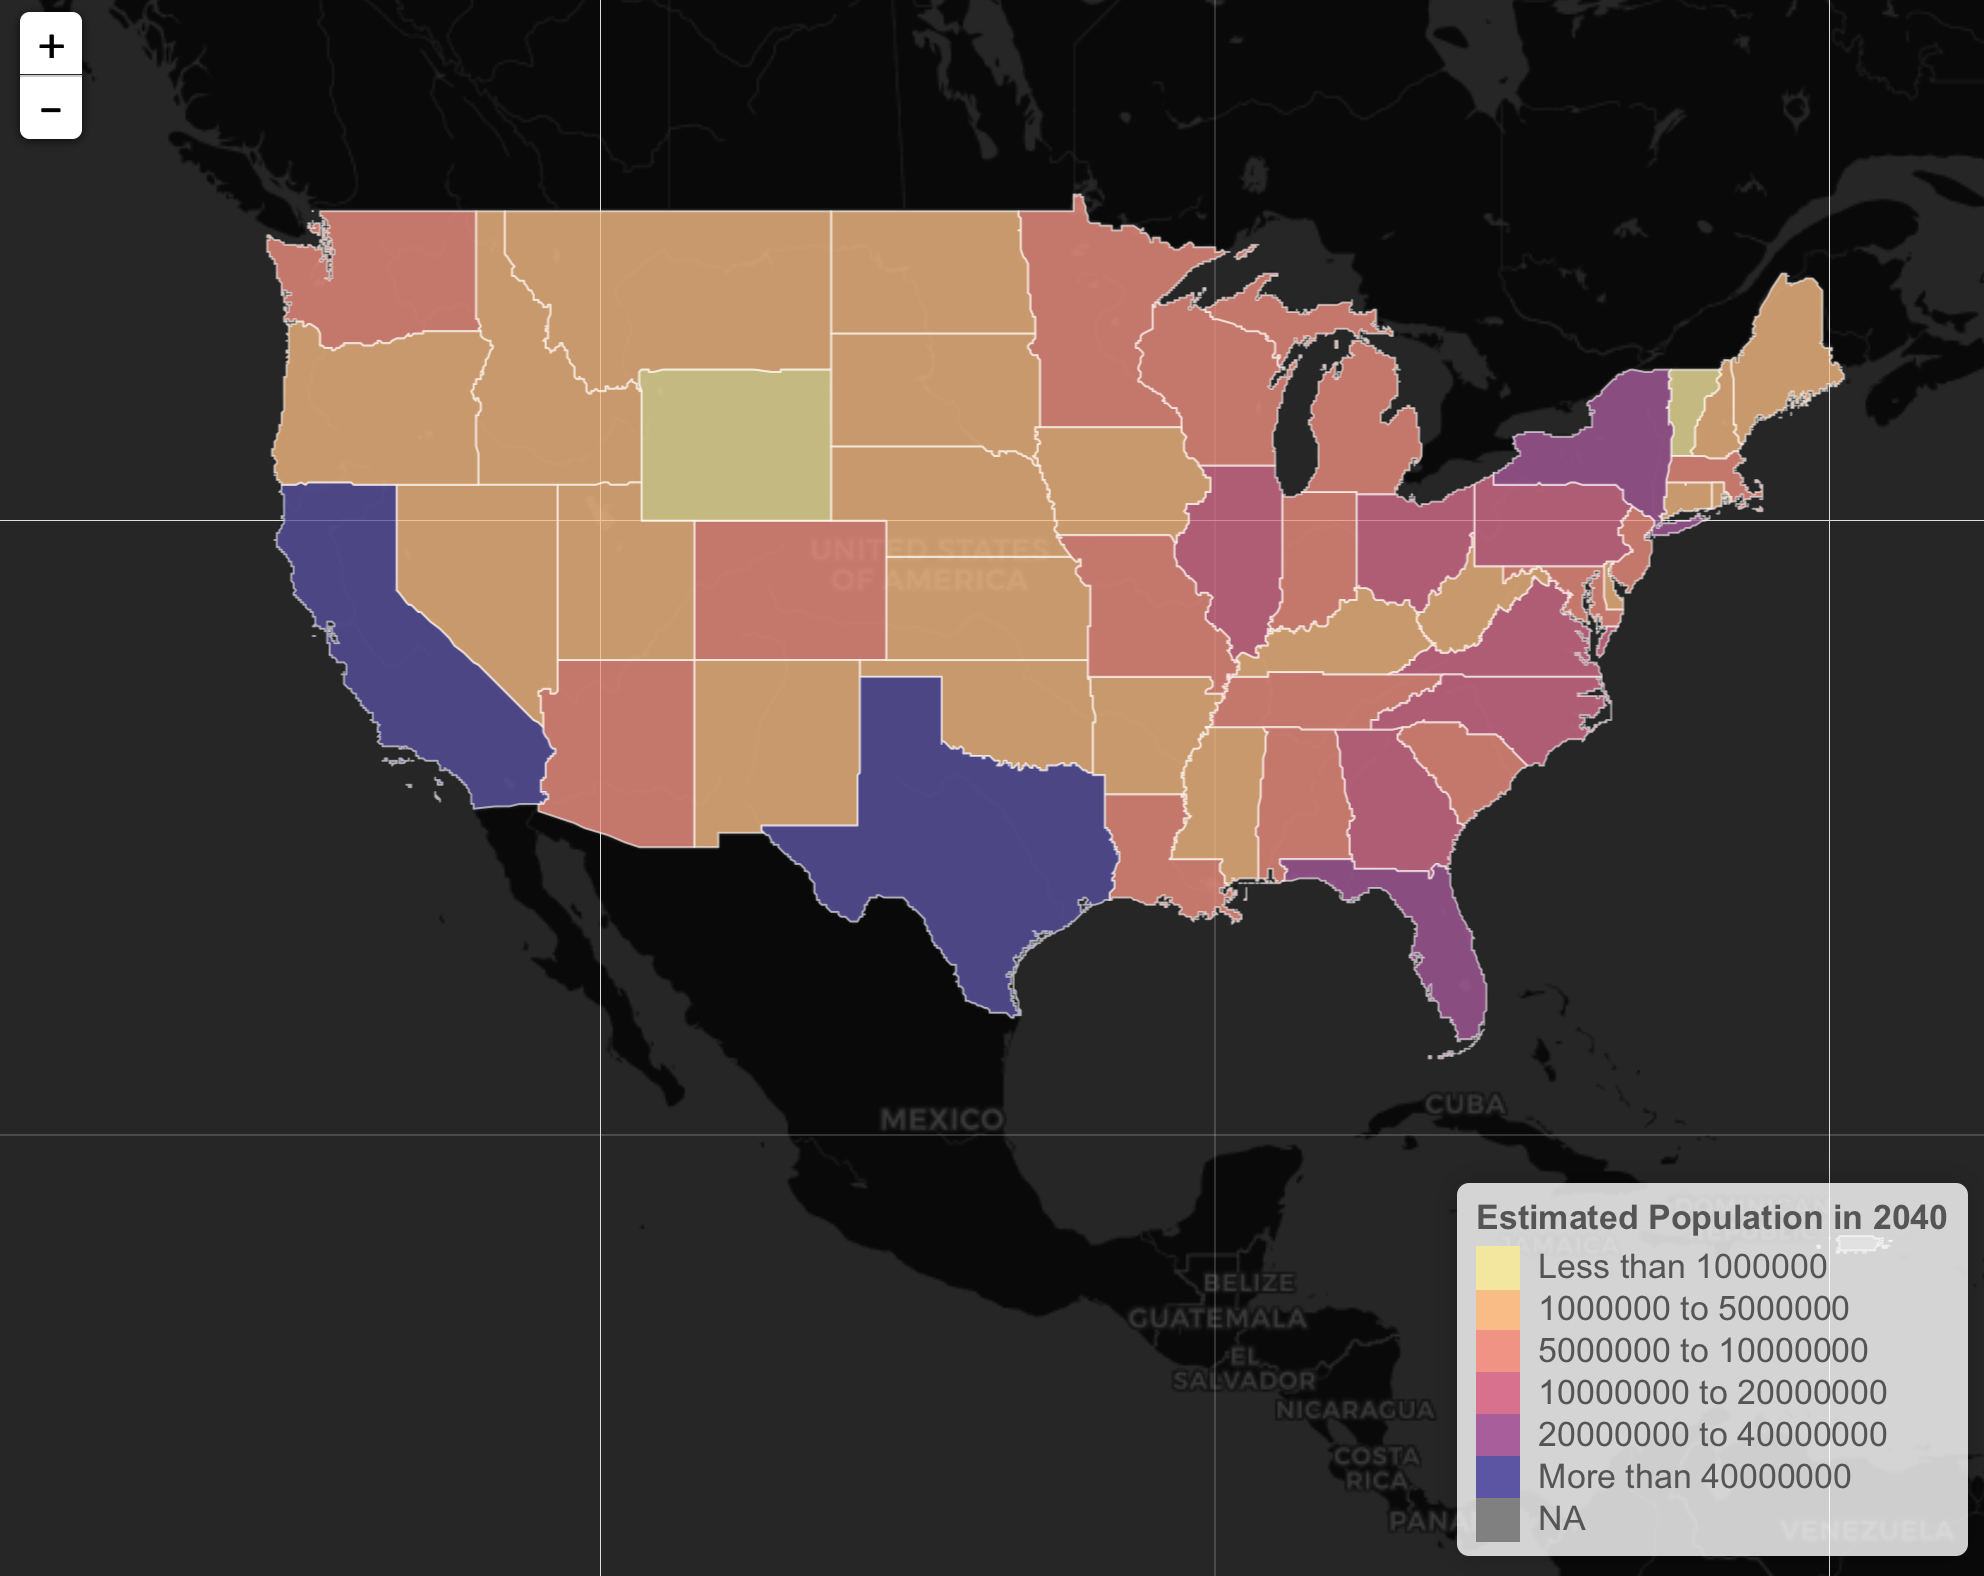 +
−
UNITED STATES
OF AMERICA
MEXICO
CUBA
BELIZE
GUATEMALA
EL
SALVADOR
NICARAGUA
COSTA
RICA
PANA
Estimated Population in 2040
JAMAICA
Less than 1000000
1000000 to 5000000
5000000 to 10000000
10000000 to 20000000
20000000 to 40000000
More than 40000000
NA
VENEZUELA